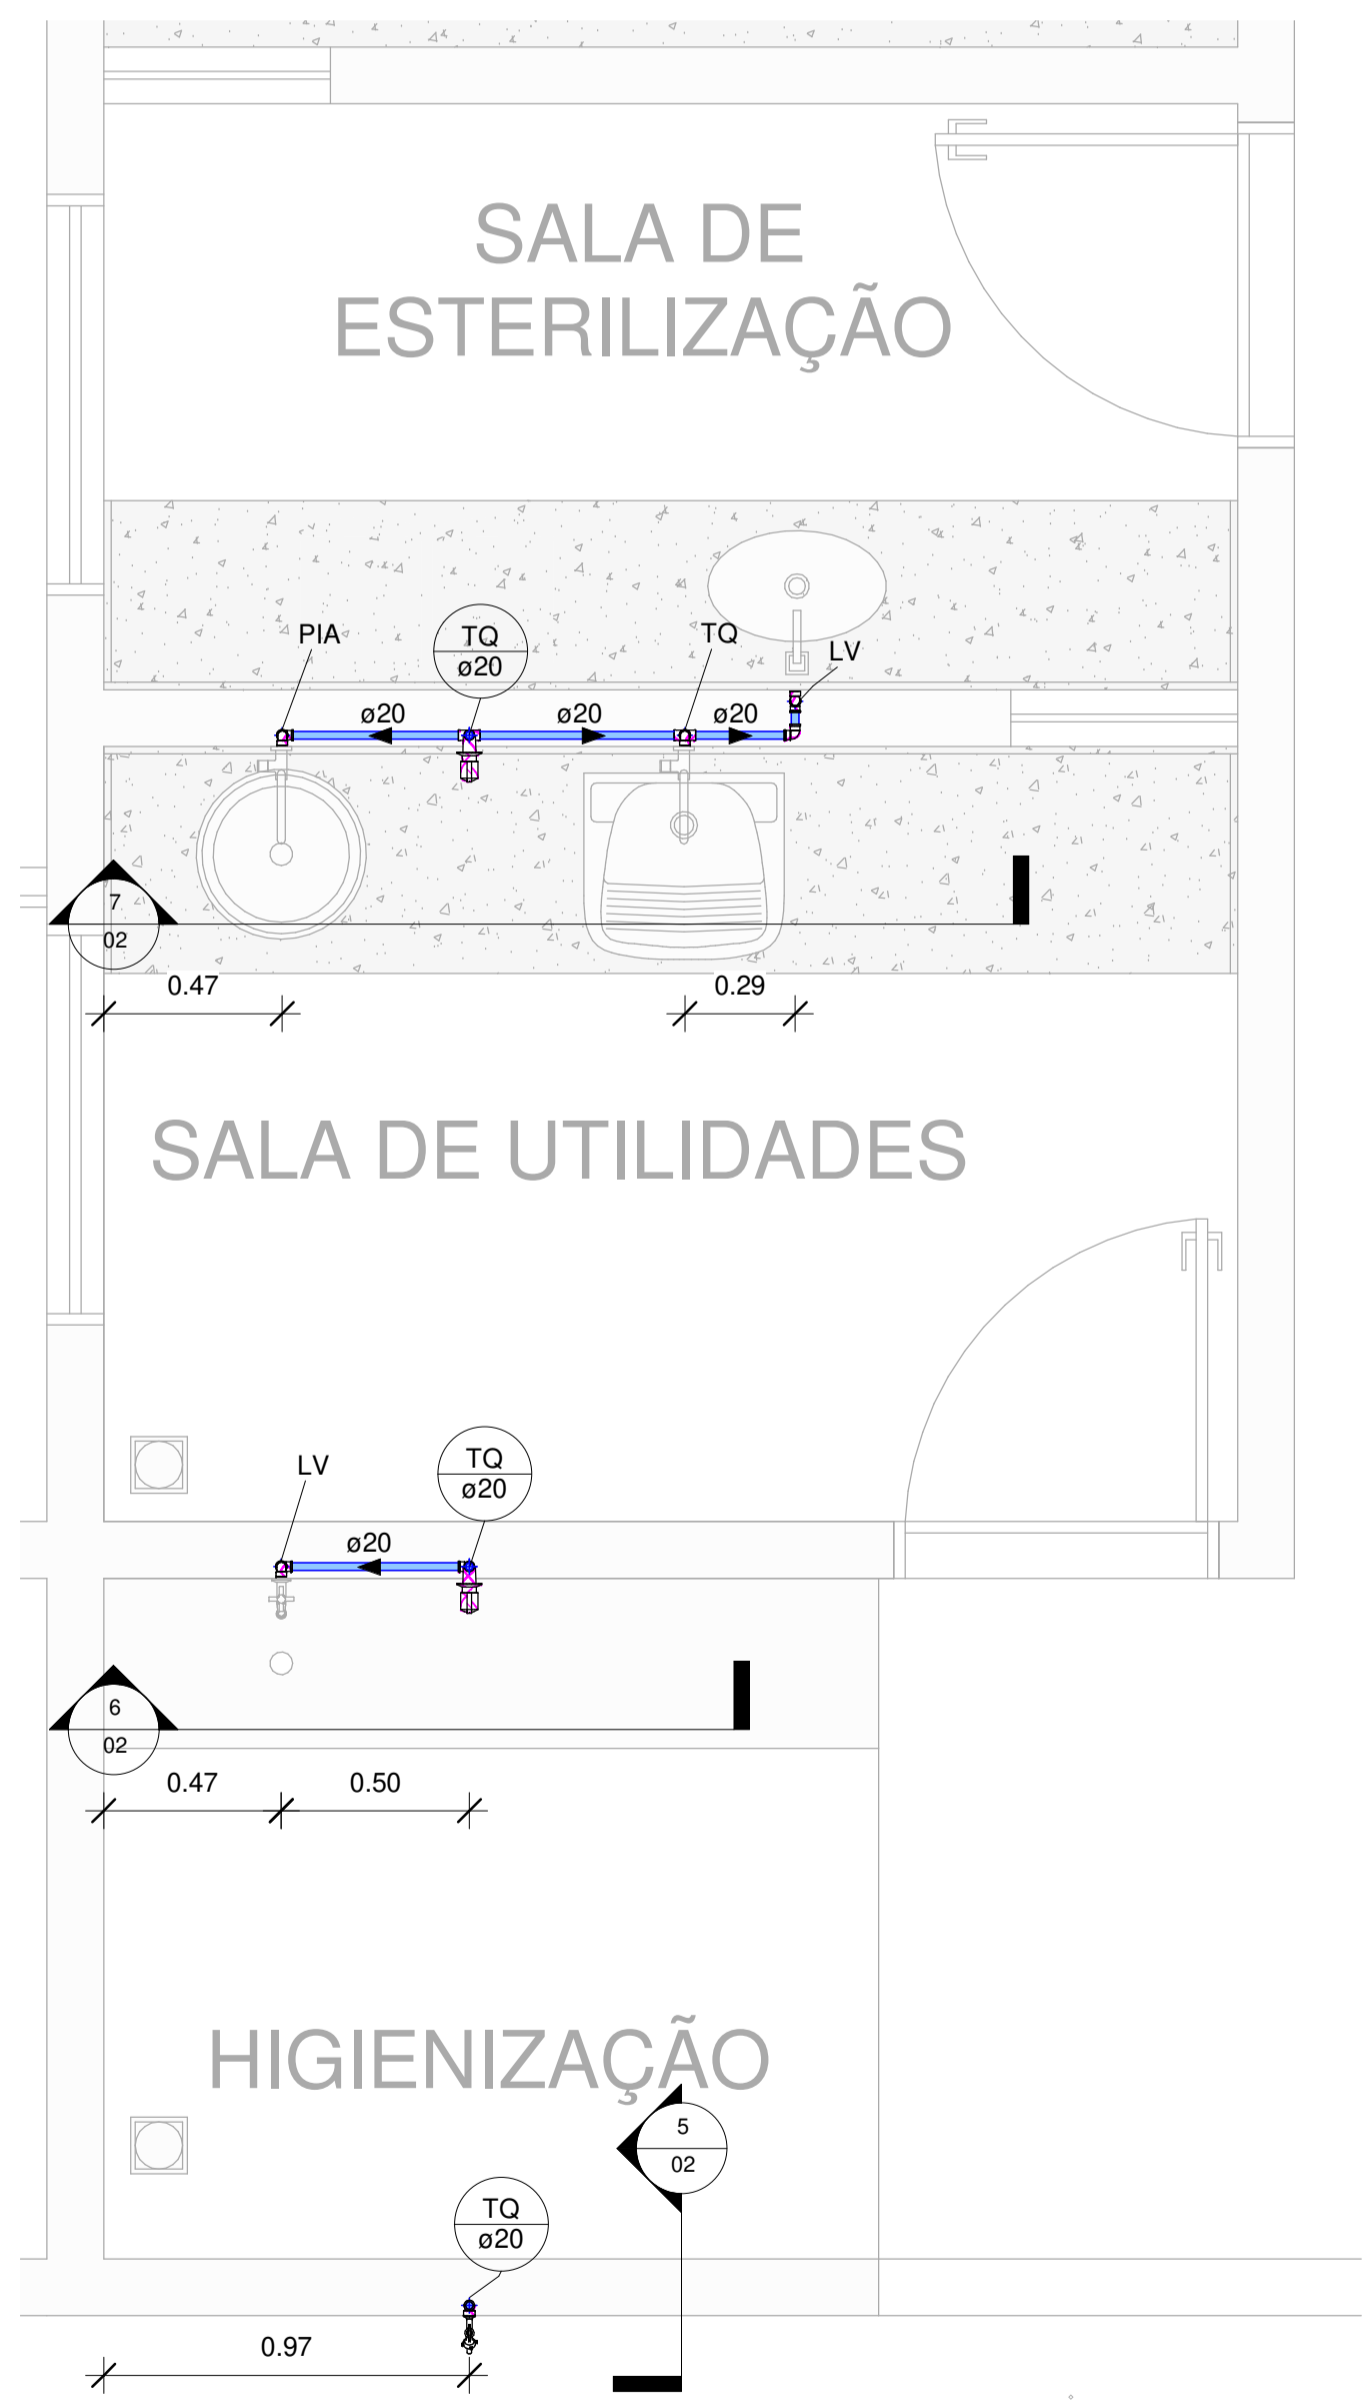 SALA DE
ESTERILIZAÇÃO
PIA
TQ
ø20
TQ
LV
ø20
ø20
ø20
7
02
0.47
0.29
SALA DE UTILIDADES
LV
TQ
ø20
ø20
6
02
0.47
0.50
HIGIENIZAÇÃO
5
02
TQ
ø20
0.97